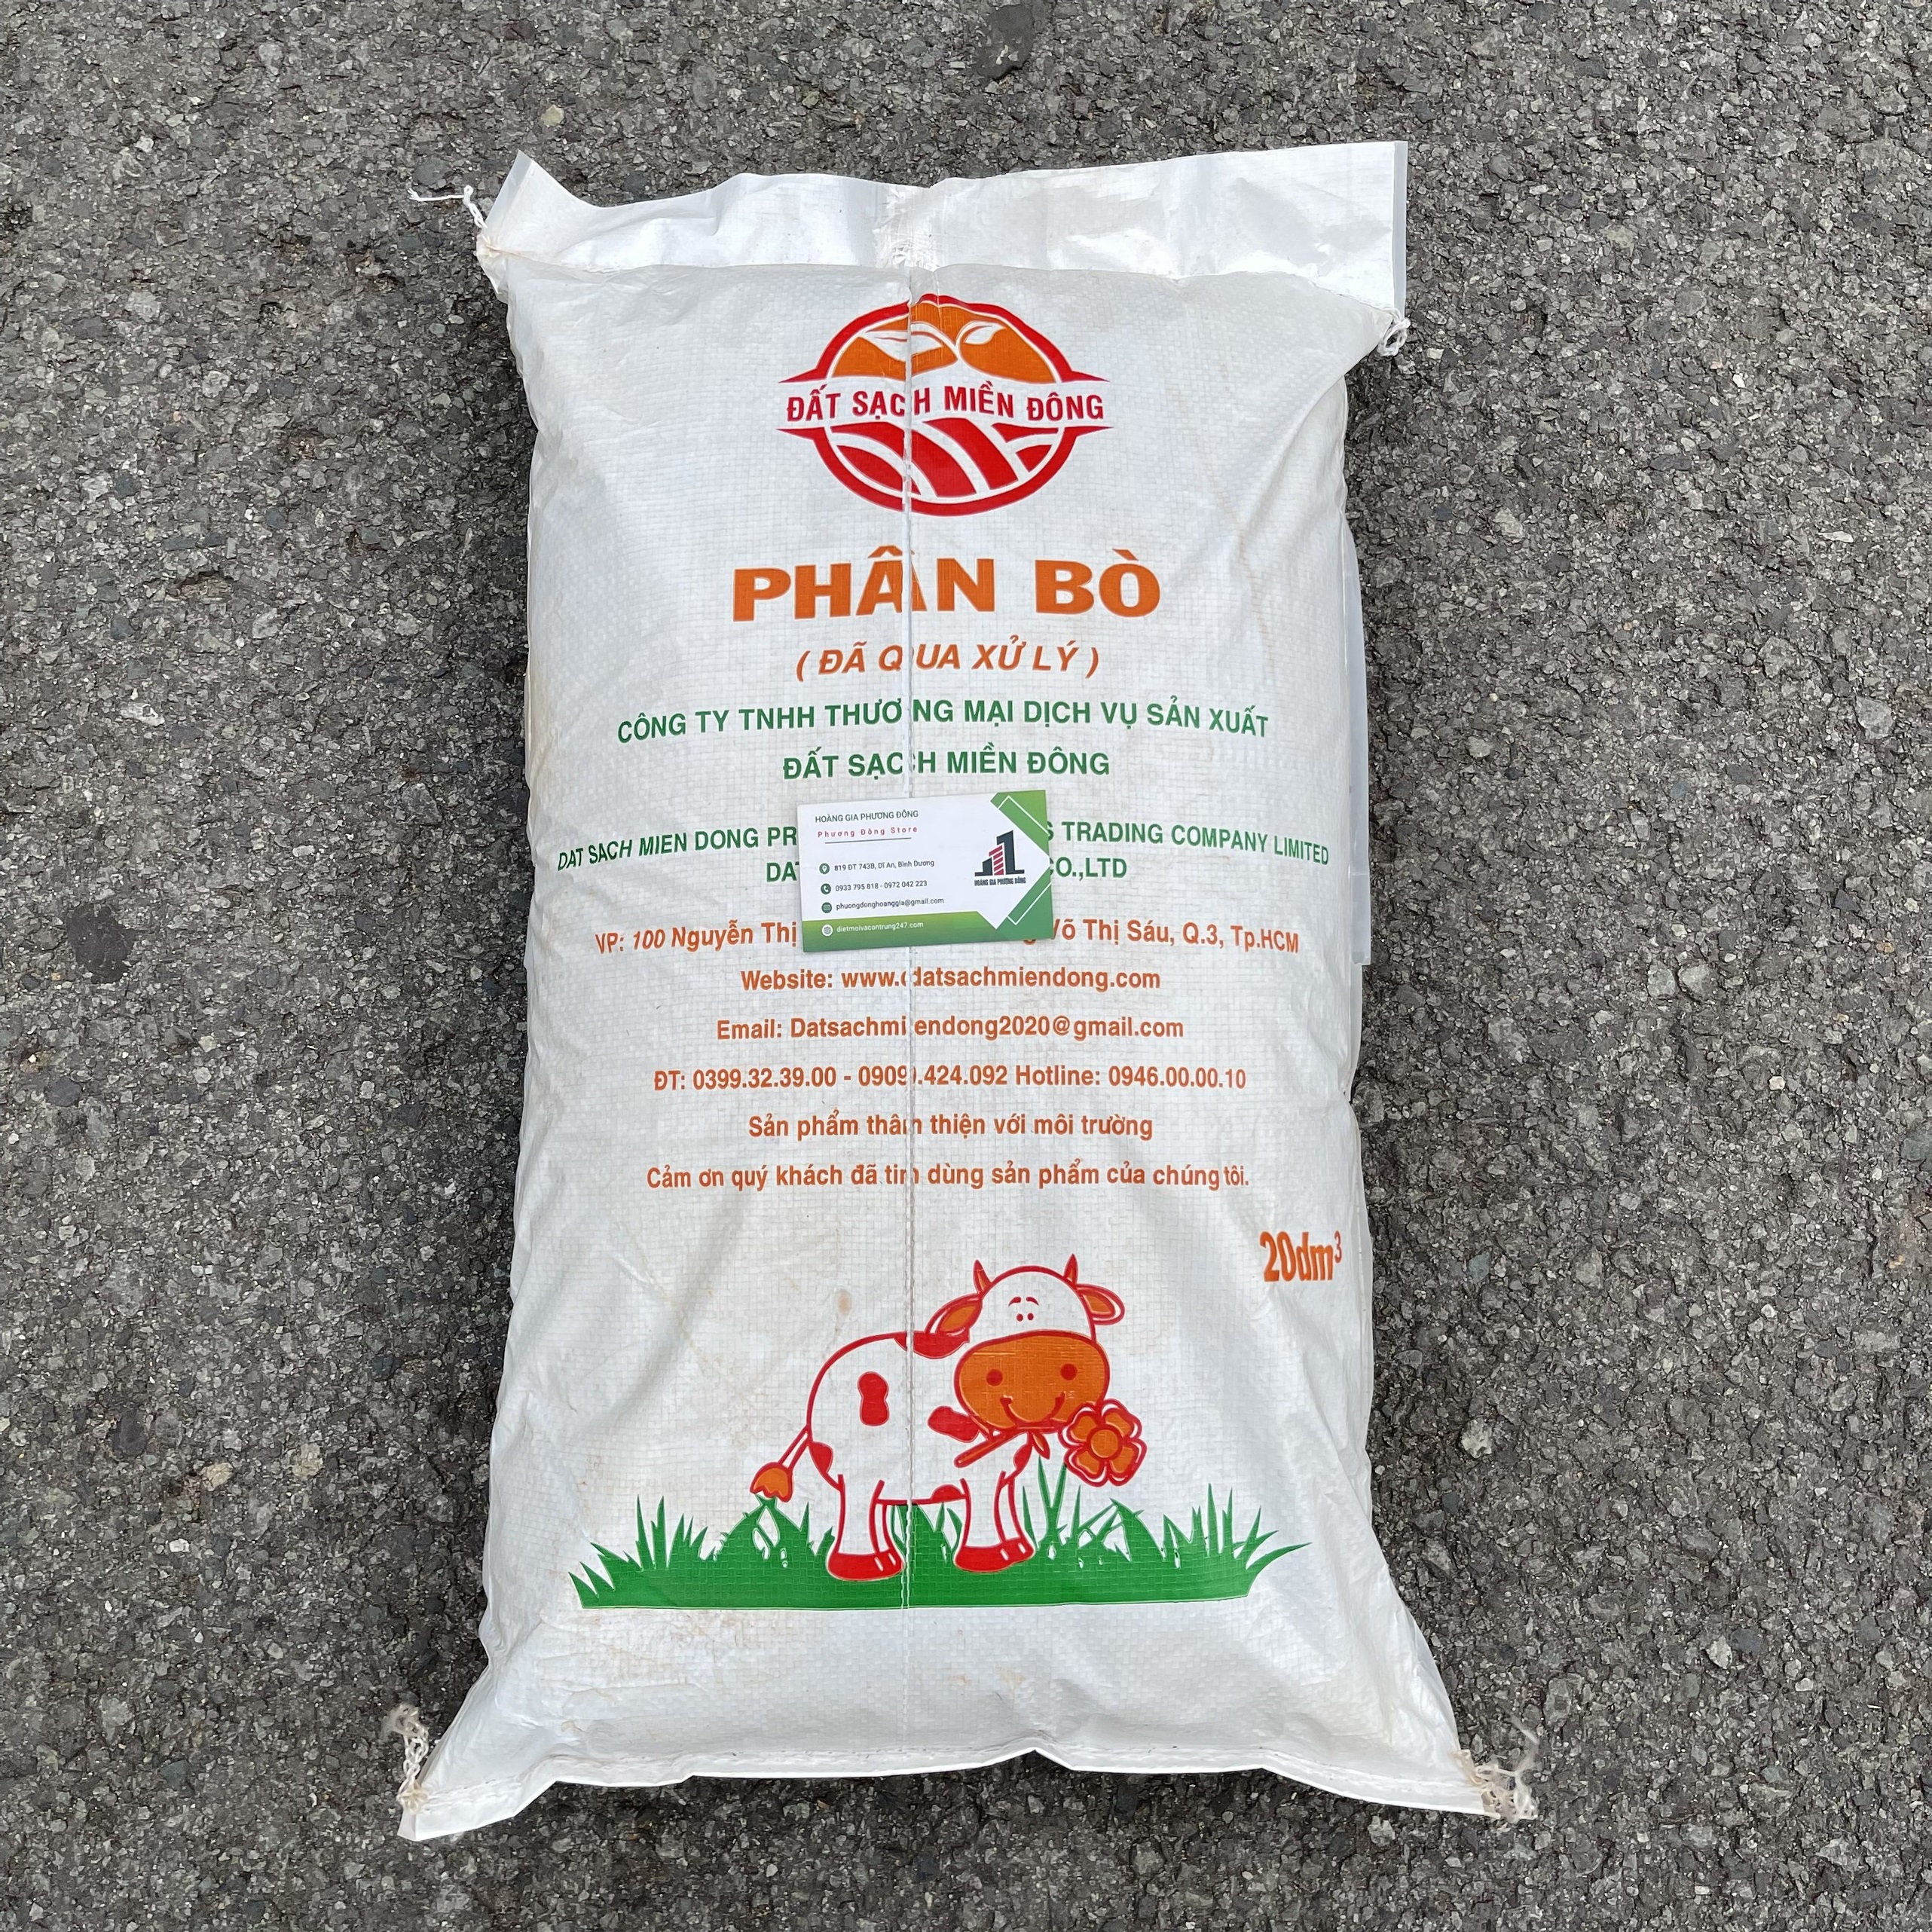 ĐẤT SẠCH MIỀN ĐÔNG
PHÂN BÒ
( ĐÃ QUA XỬ LÝ )
CÔNG TY TNHH THƯƠNG MẠI DỊCH VỤ SẢN XUẤT
ĐẤT SẠCH MIỀN ĐÔNG
DAT SACH MIEN DONG
TRADING COMPANY LIMITED
CO.,LTD
VP: 100 Nguyễn Thị
Võ Thị Sáu, Q.3, Tp.HCM
HOÀNG GIA PHƯƠNG ĐÔNG
Phương Đông Store
819 ĐT 743B, Dĩ An, Bình Dương
0933 795 818 - 0972 042 223
phuongdonghoanggia@gmail.com
dietmoivacontrung247.com
HOÀNG GIA PHƯƠNG ĐÔNG
Website: www.datsachmiendong.com
Email: Datsachmiendong2020@gmail.com
ĐT: 0399.32.39.00 - 0909.424.092 Hotline: 0946.00.00.10
Sản phẩm thân thiện với môi trường
Cảm ơn quý khách đã tin dùng sản phẩm của chúng tôi.
20dm³